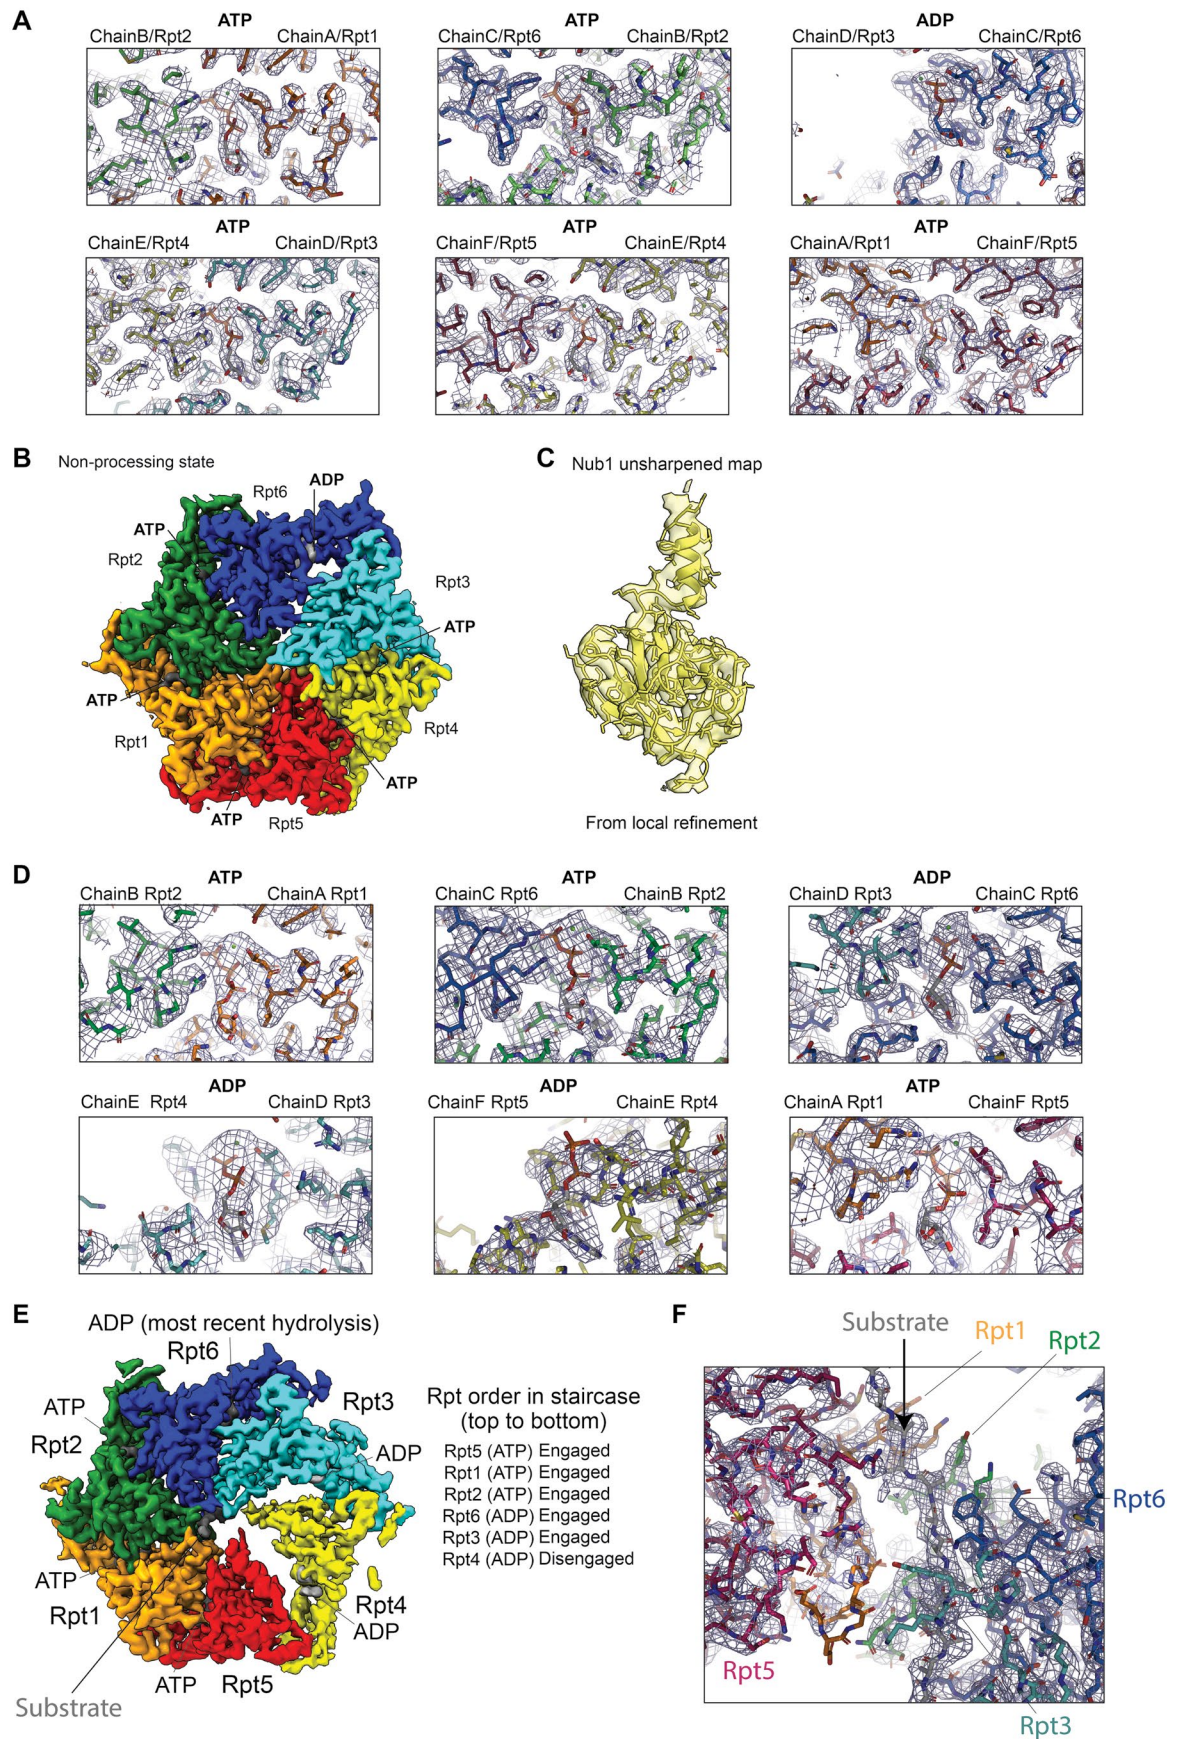 A
ATP
ChainB/Rpt2 ChainA/Rpt1
ATP
ChainC/Rpt6 ChainB/Rpt2
ADP
ChainD/Rpt3 ChainC/Rpt6
ATP
ChainE/Rpt4 ChainD/Rpt3
ATP
ChainF/Rpt5 ChainE/Rpt4
ATP
ChainA/Rpt1 ChainF/Rpt5
B
Non-processing state
Rpt6
ADP
ATP
Rpt2
Rpt3
ATP
ATP
Rpt1
Rpt4
ATP
ATP
Rpt5
C
Nub1 unsharpened map
From local refinement
D
ATP
ChainB Rpt2 ChainA Rpt1
ATP
ChainC Rpt6 ChainB Rpt2
ADP
ChainD Rpt3 ChainC Rpt6
ADP
ChainE Rpt4 ChainD Rpt3
ADP
ChainF Rpt5 ChainE Rpt4
ATP
ChainA Rpt1 ChainF Rpt5
E
ADP (most recent hydrolysis)
Rpt6
ATP
Rpt2
Rpt3
ADP
ATP
Rpt1
Rpt4
ADP
ATP
Rpt5
Substrate
Rpt order in staircase
(top to bottom)
Rpt5 (ATP) Engaged
Rpt1 (ATP) Engaged
Rpt2 (ATP) Engaged
Rpt6 (ADP) Engaged
Rpt3 (ADP) Engaged
Rpt4 (ADP) Disengaged
F
Substrate
Rpt1
Rpt2
Rpt6
Rpt5
Rpt3